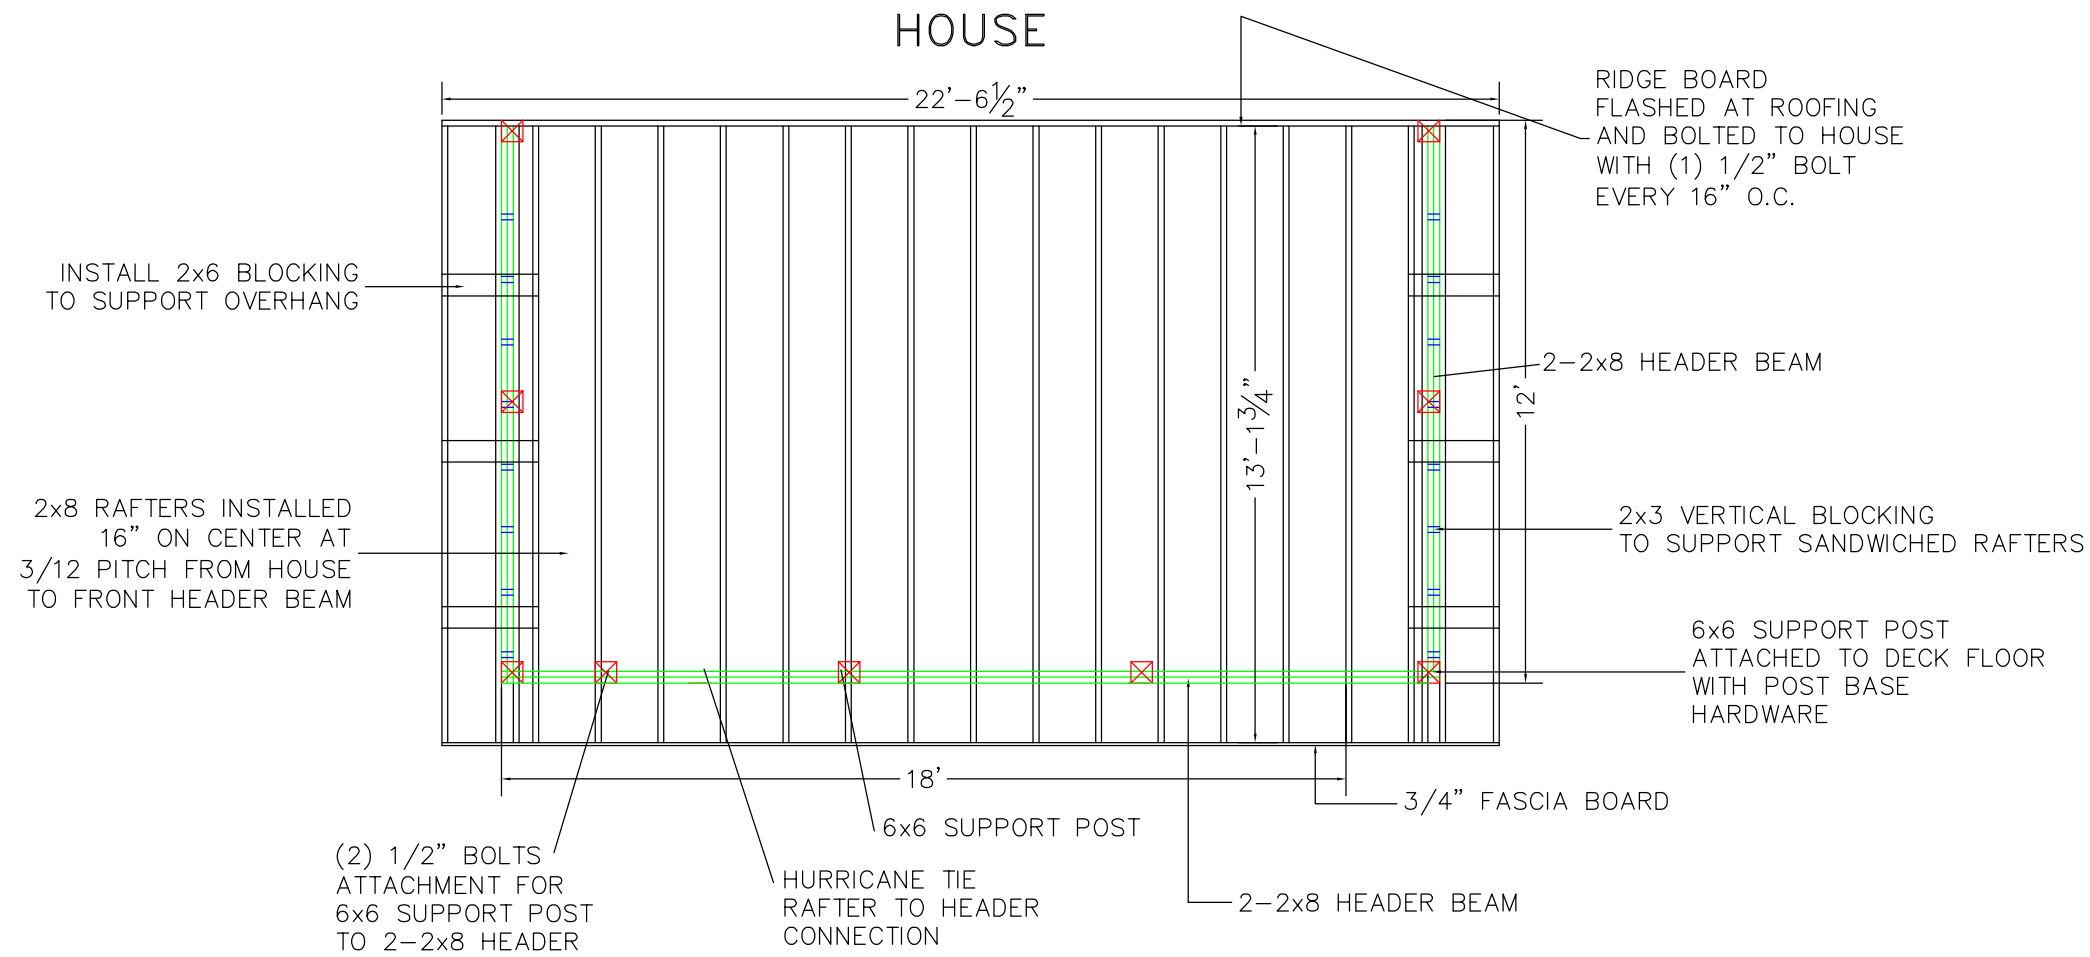 HOUSE
22'-6½"
RIDGE BOARD
FLASHED AT ROOFING
AND BOLTED TO HOUSE
WITH (1) 1/2" BOLT
EVERY 16" O.C.
INSTALL 2x6 BLOCKING
TO SUPPORT OVERHANG
2-2x8 HEADER BEAM
12'
13'-1¾"
2x8 RAFTERS INSTALLED
16" ON CENTER AT
3/12 PITCH FROM HOUSE
TO FRONT HEADER BEAM
2x3 VERTICAL BLOCKING
TO SUPPORT SANDWICHED RAFTERS
6x6 SUPPORT POST
ATTACHED TO DECK FLOOR
WITH POST BASE
HARDWARE
18'
3/4" FASCIA BOARD
6x6 SUPPORT POST
(2) 1/2" BOLTS
ATTACHMENT FOR
6x6 SUPPORT POST
TO 2-2x8 HEADER
HURRICANE TIE
RAFTER TO HEADER
CONNECTION
2-2x8 HEADER BEAM